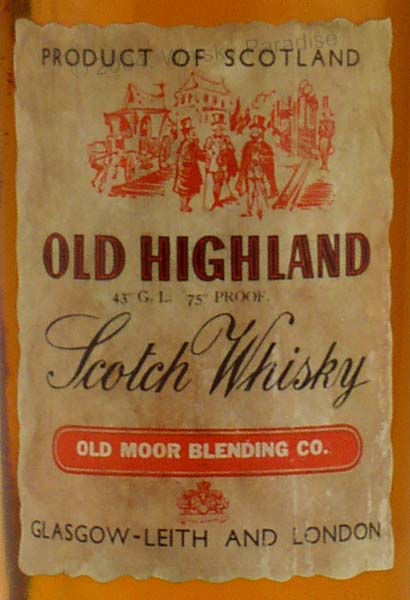 PRODUCT OF SCOTLAND
OLD HIGHLAND
43° G. L. 75° PROOF.
Scotch Whisky
OLD MOOR BLENDING CO.
GLASGOW-LEITH AND LONDON